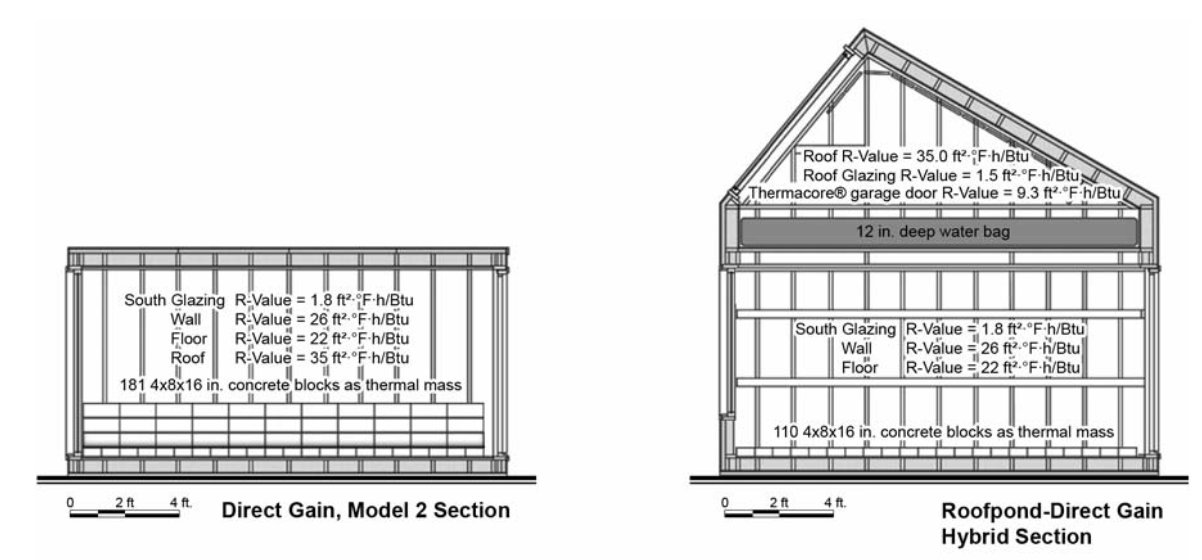 Roof R-Value = 35.0 ft²·°F·h/Btu
Roof Glazing R-Value = 1.5 ft²·°F·h/Btu
Thermacore® garage door R-Value = 9.3 ft²·°F·h/Btu
12 in. deep water bag
South Glazing R-Value = 1.8 ft²·°F·h/Btu
Wall R-Value = 26 ft²·°F·h/Btu
Floor R-Value = 22 ft²·°F·h/Btu
Roof R-Value = 35 ft²·°F·h/Btu
181 4x8x16 in. concrete blocks as thermal mass
South Glazing R-Value = 1.8 ft²·°F·h/Btu
Wall R-Value = 26 ft²·°F·h/Btu
Floor R-Value = 22 ft²·°F·h/Btu
110 4x8x16 in. concrete blocks as thermal mass
0 2 ft 4 ft.
Direct Gain, Model 2 Section
0 2 ft 4 ft.
Roofpond-Direct Gain
Hybrid Section